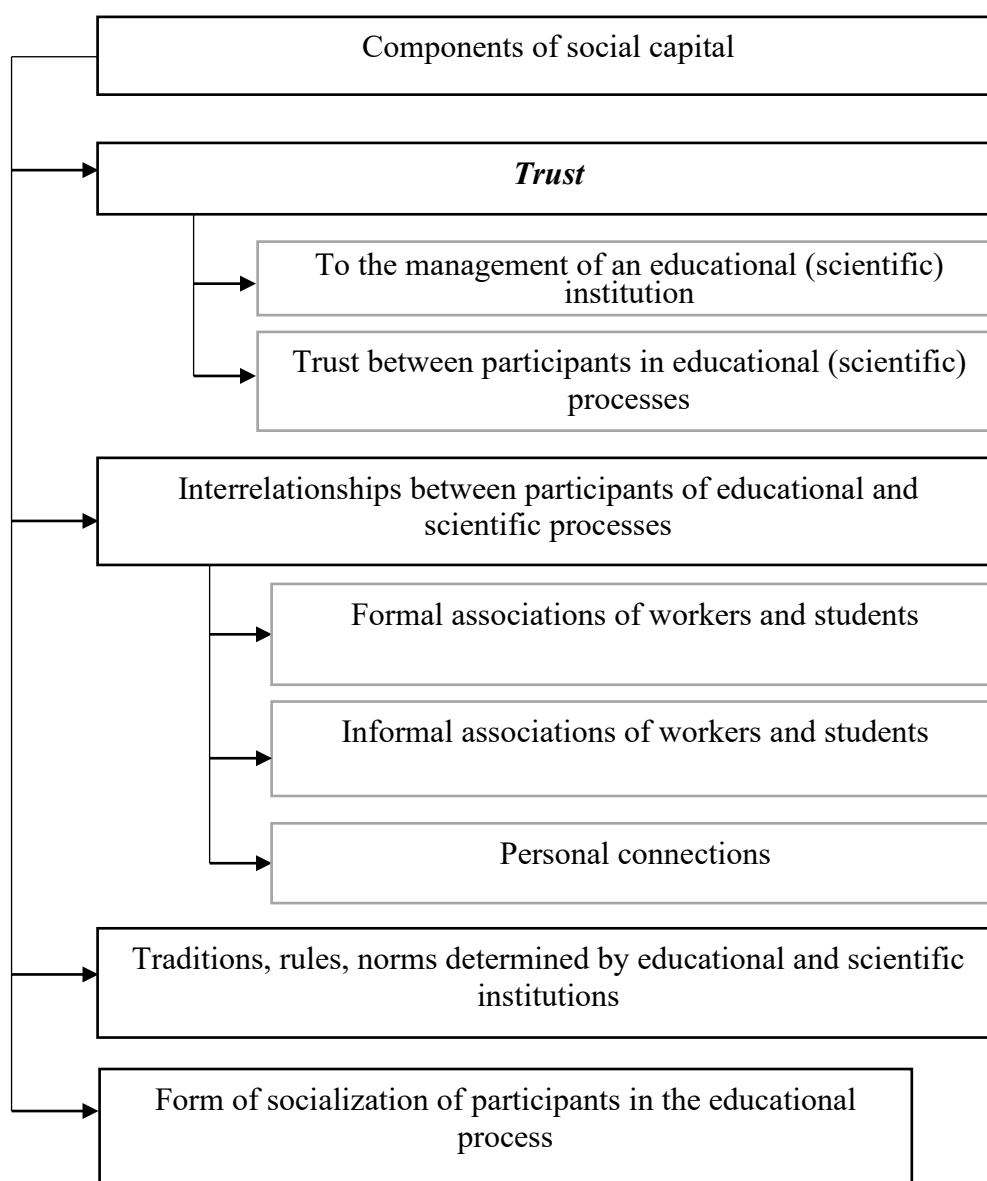 Components of social capital
Trust
To the management of an educational (scientific)
institution
Trust between participants in educational (scientific)
processes
Interrelationships between participants of educational and
scientific processes
Formal associations of workers and students
Informal associations of workers and students
Personal connections
Traditions, rules, norms determined by educational and scientific
institutions
Form of socialization of participants in the educational
process